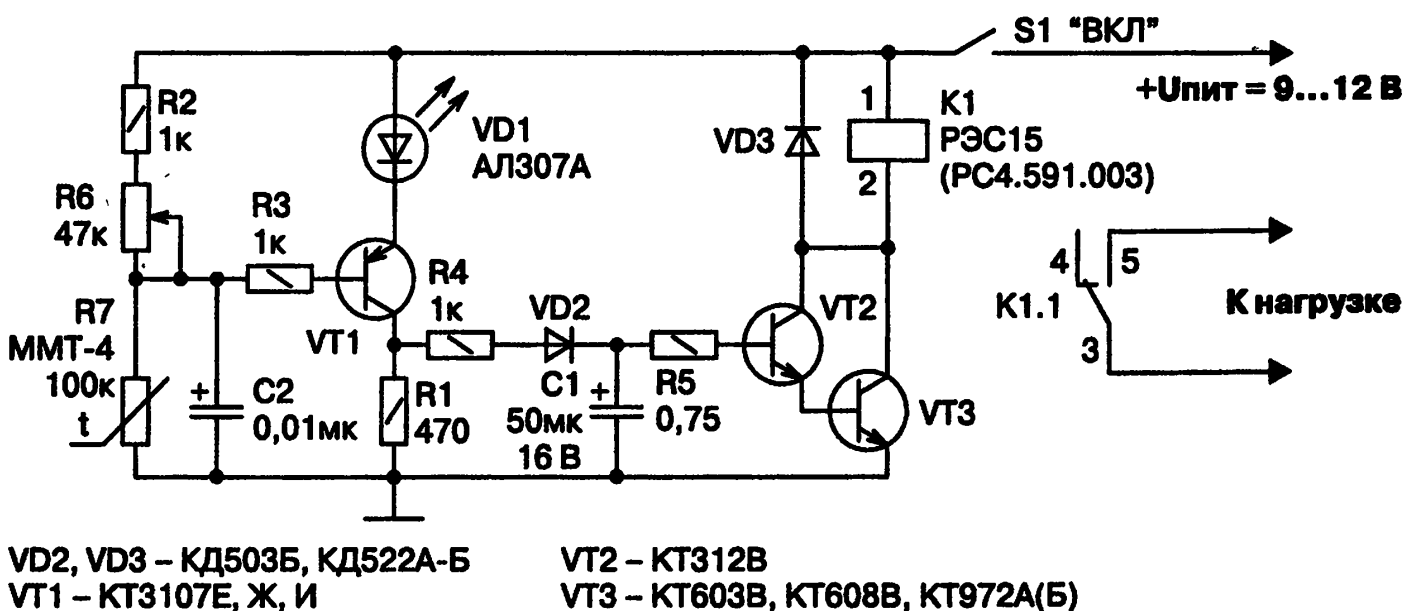 S1 "ВКЛ"
+Uпит = 9...12 В
R2
1к
VD1
АЛ307А
VD3
1
K1
РЭС15
(РС4.591.003)
2
R6
47к
R3
1к
R4
1к
VD2
VT1
VT2
4
5
K1.1
К нагрузке
3
R7
ММТ-4
100к
t
+
C2
0,01мк
R1
470
C1
50мк
16 В
+
R5
0,75
VT3
VD2, VD3 – КД503Б, КД522А-Б
VT2 – КТ312В
VT1 – КТ3107Е, Ж, И
VT3 – КТ603В, КТ608В, КТ972А(Б)